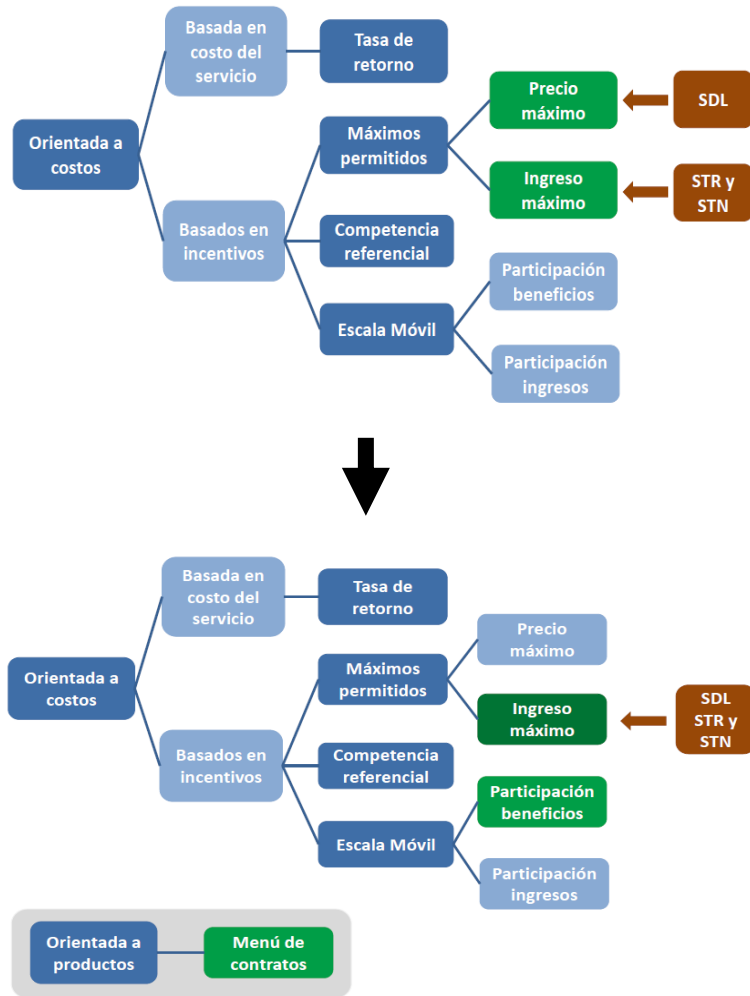 Basada en
costo del
servicio
Tasa de
retorno
Orientada a
costos
Máximos
permitidos
Precio
máximo
SDL
Ingreso
máximo
STR y
STN
Basados en
incentivos
Competencia
referencial
Participación
beneficios
Escala Móvil
Participación
ingresos
Basada en
costo del
servicio
Tasa de
retorno
Orientada a
costos
Máximos
permitidos
Precio
máximo
Ingreso
máximo
SDL
STR y
STN
Basados en
incentivos
Competencia
referencial
Participación
beneficios
Escala Móvil
Participación
ingresos
Orientada a
productos
Menú de
contratos